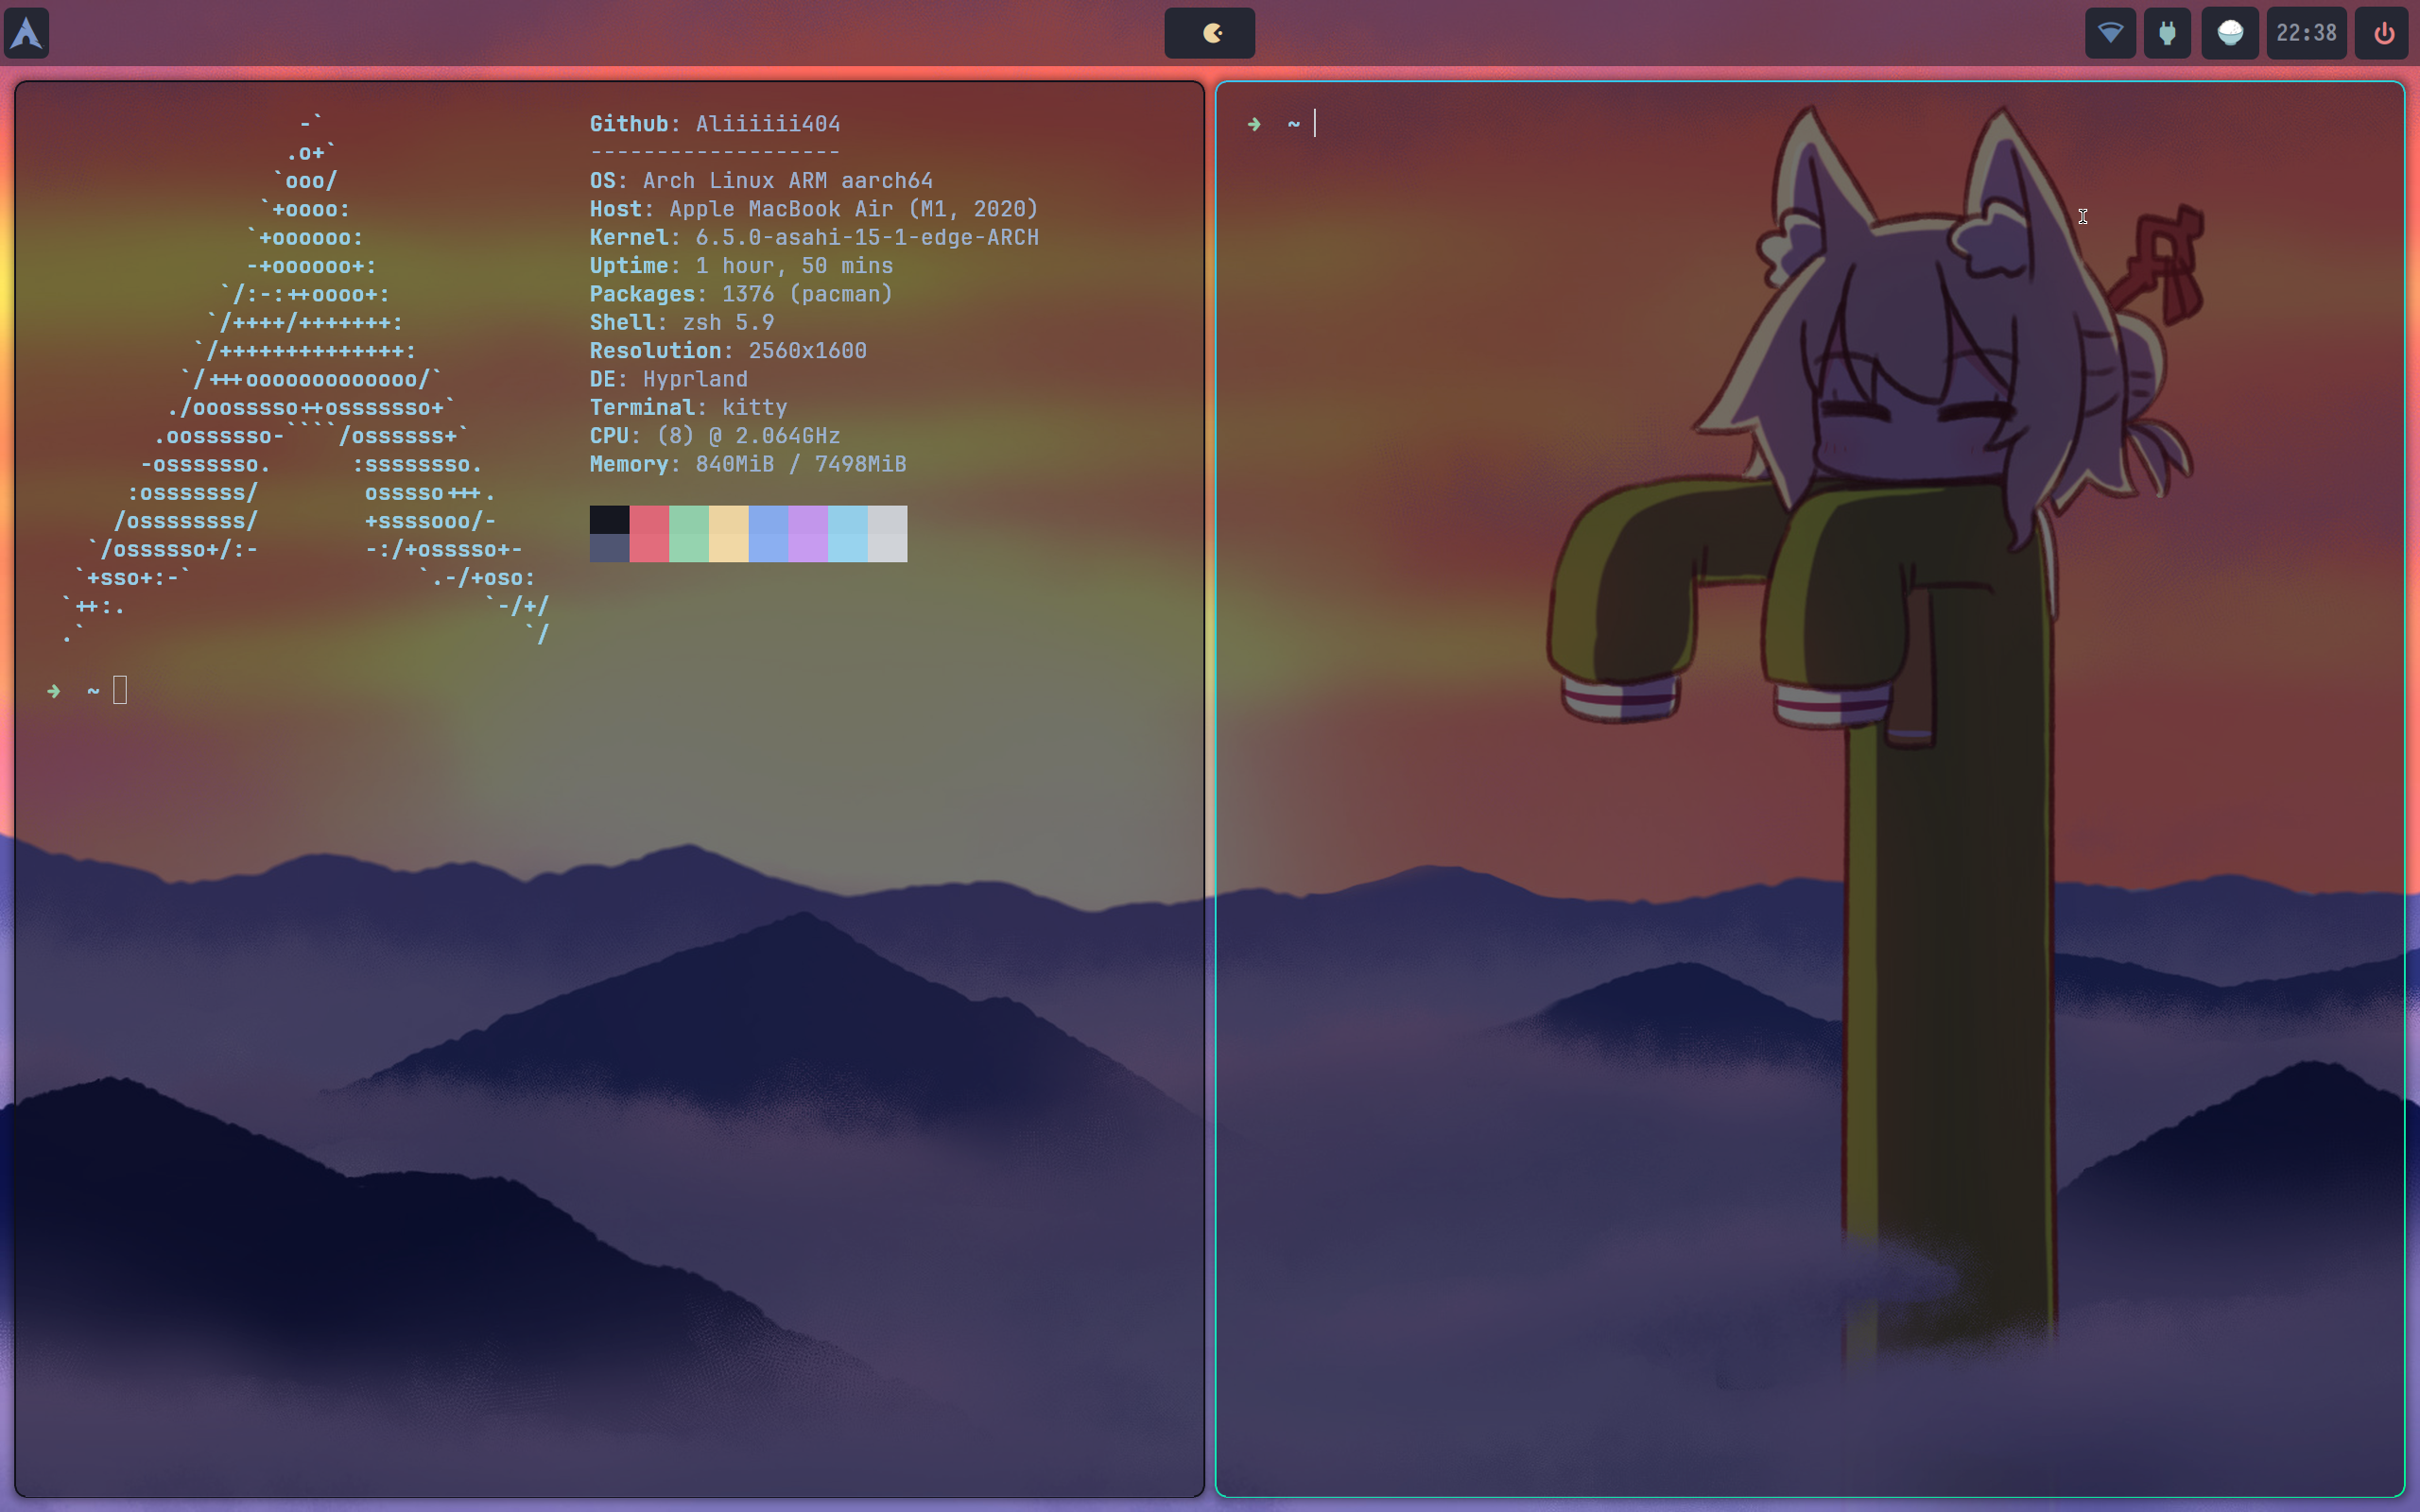 22:38
Github: Aliiiiii404
-------------------
OS: Arch Linux ARM aarch64
Host: Apple MacBook Air (M1, 2020)
Kernel: 6.5.0-asahi-15-1-edge-ARCH
Uptime: 1 hour, 50 mins
Packages: 1376 (pacman)
Shell: zsh 5.9
Resolution: 2560x1600
DE: Hyprland
Terminal: kitty
CPU: (8) @ 2.064GHz
Memory: 840MiB / 7498MiB
-`
.o+`
`ooo/
`+oooo:
`+oooooo:
-+oooooo+:
`/:-:++oooo+:
`/++++/+++++++:
`/++++++++++++++:
`/+++ooooooooooooo/`
./ooosssso++osssssso+`
.oossssso-````/ossssss+`
-osssssso.      :ssssssso.
:osssssss/        osssso+++.
/ossssssss/        +ssssooo/-
`/ossssso+/:-        -:/+osssso+-
`+sso+:-`                 `.-/+oso:
`++:.                           `-/+/
.`                                 `/
➜  ~
➜  ~